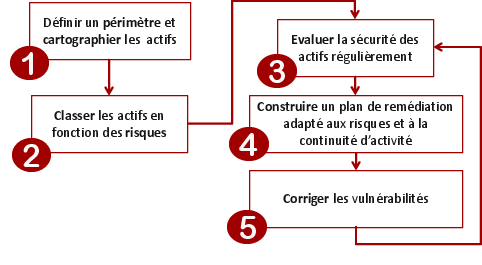 Définir un périmètre et
cartographier les actifs
1
Classer les actifs en
fonction des risques
2
Evaluer la sécurité des
actifs régulièrement
3
Construire un plan de remédiation
adapté aux risques et à la
continuité d'activité
4
Corriger les vulnérabilités
5